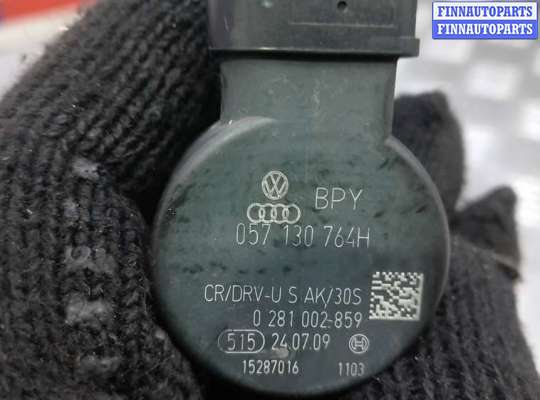 FINNAUTOPARTS
FINNAUTOPARTS
BPY
057 130 764H
CR/DRV-U S AK/30S
0 281 002-859
515 24.07.09
15287016 1103